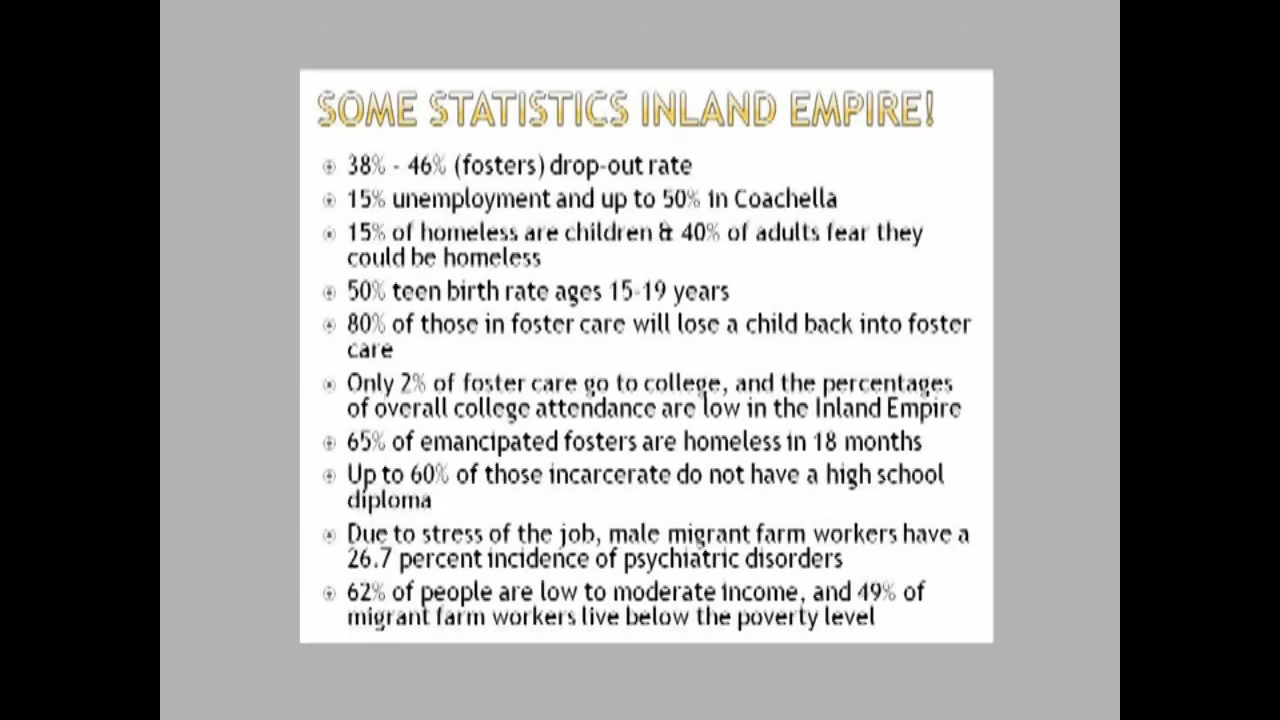 SOME STATISTICS INLAND EMPIRE!
38% - 46% (fosters) drop-out rate
15% unemployment and up to 50% in Coachella
15% of homeless are children & 40% of adults fear they
could be homeless
50% teen birth rate ages 15-19 years
80% of those in foster care will lose a child back into foster
care
Only 2% of foster care go to college, and the percentages
of overall college attendance are low in the Inland Empire
65% of emancipated fosters are homeless in 18 months
Up to 60% of those incarcerate do not have a high school
diploma
Due to stress of the job, male migrant farm workers have a
26.7 percent incidence of psychiatric disorders
62% of people are low to moderate income, and 49% of
migrant farm workers live below the poverty level